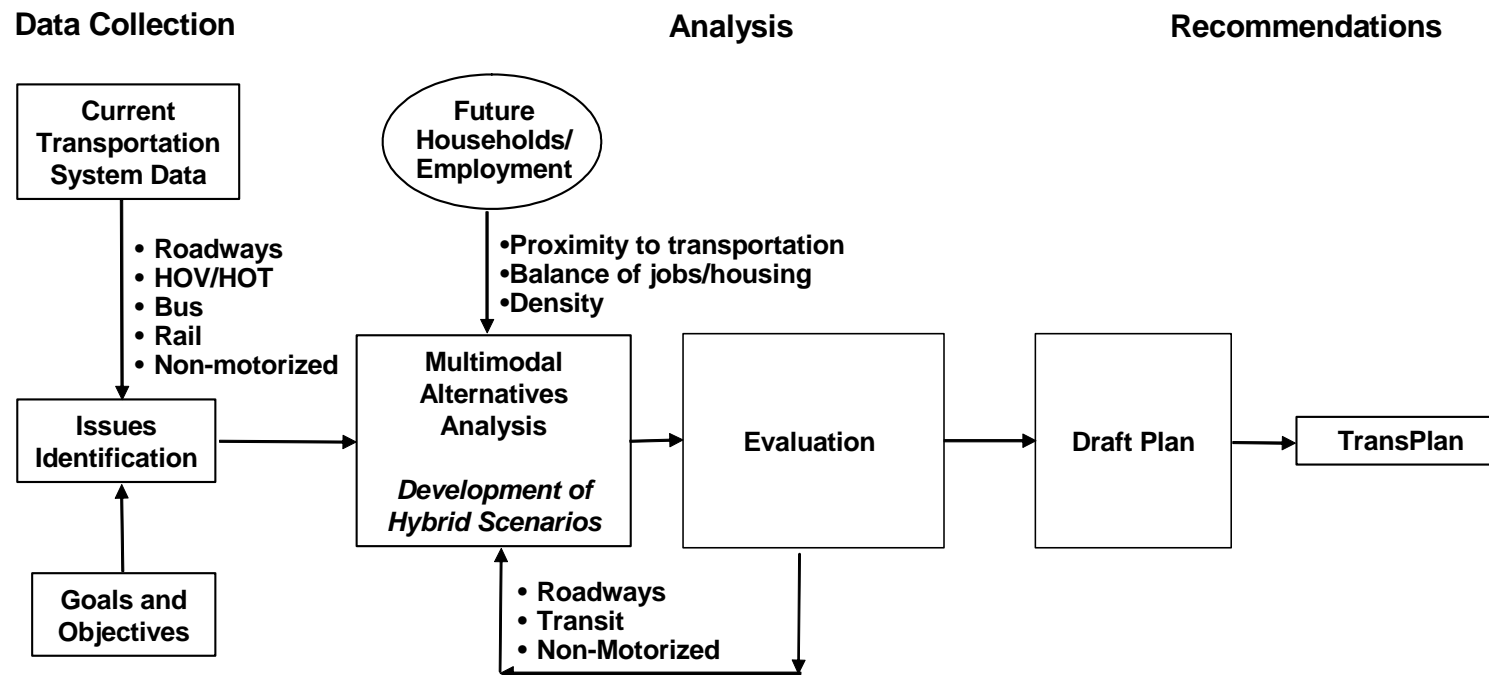 Data Collection
Analysis
Recommendations
Current
Transportation
System Data
Future
Households/
Employment
• Roadways
• HOV/HOT
• Bus
• Rail
• Non-motorized
•Proximity to transportation
•Balance of jobs/housing
•Density
Issues
Identification
Multimodal
Alternatives
Analysis
Development of
Hybrid Scenarios
Evaluation
Draft Plan
TransPlan
Goals and
Objectives
• Roadways
• Transit
• Non-Motorized